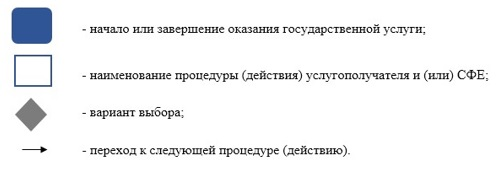 - начало или завершение оказания государственной услуги;
- наименование процедуры (действия) услугополучателя и (или) СФЕ;
- вариант выбора;
- переход к следующей процедуре (действию).